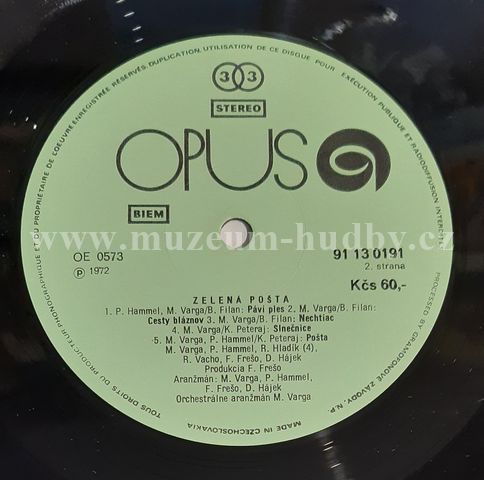 TOUS DROITS DU PRODUCTEUR PHONOGRAPHIQUE ET DU PROPRIÉTAIRE DE L'OEUVRE ENREGISTRÉE RÉSERVÉS. DUPLICATION, UTILISATION DE CE DISQUE POUR EXÉCUTION PUBLIQUE ET RADIODIFFUSION INTERDITES
33
STEREO
OPUS
BIEM
www.muzeum-hudby.cz
OE 0573
℗ 1972
91 13 0191
2. strana
Kčs 60,-
ZELENÁ POŠTA
1. P. Hammel, M. Varga/B. Filan: Páví ples 2. M. Varga/B. Filan:
Cesty bláznov 3. M. Varga/B. Filan: Nechtiac
4. M. Varga/K. Peteraj: Slnečnice
5. M. Varga, P. Hammel/K. Peteraj: Pošta
M. Varga, P. Hammel, R. Hladík (4),
R. Vacho, F. Frešo, D. Hájek
Produkcia F. Frešo
Aranžmán: M. Varga, P. Hammel,
F. Frešo, D. Hájek
Orchestrálne aranžmán M. Varga
MADE IN CZECHOSLOVAKIA
PROCESSED BY GRAMOFONOVÉ ZÁVODY, N.P.